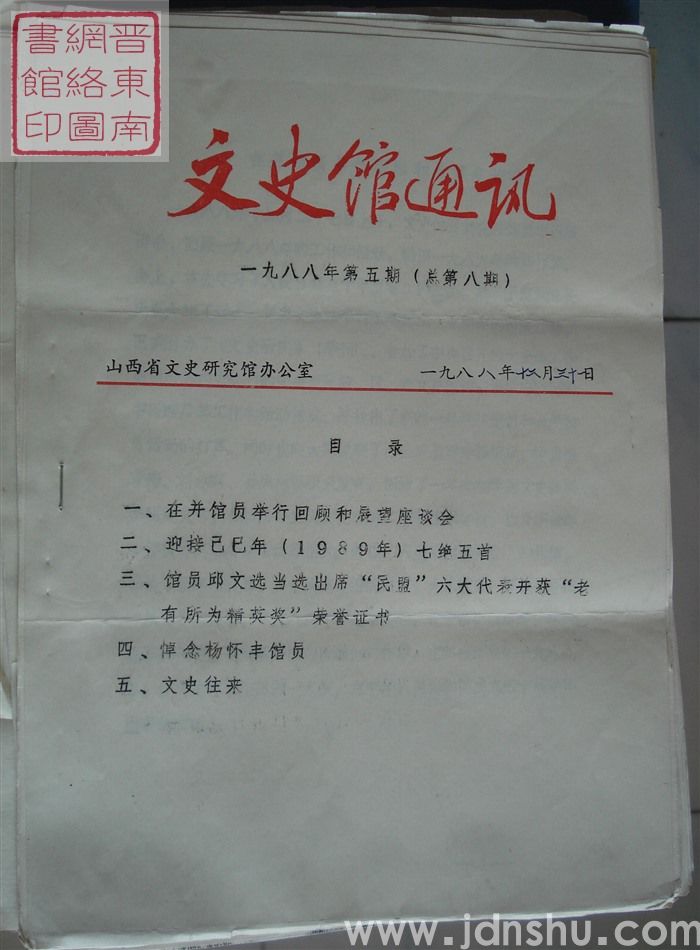 晋東南
網絡圖
書館印
文史馆通讯
一九八八年第五期(总第八期)
山西省文史研究馆办公室 一九八八年十二月三十一日
目 录
一、在并馆员举行回顾和展望座谈会
二、迎接己巳年(1989年)七绝五首
三、馆员邱文选当选出席“民盟”六大代表并获“老
有所为精英奖”荣誉证书
四、悼念杨怀丰馆员
五、文史往来
www.jdnshu.com